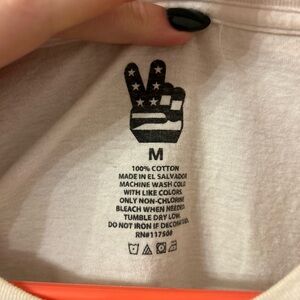 M
100% COTTON
MADE IN EL SALVADOR
MACHINE WASH COLD
WITH LIKE COLORS
ONLY NON-CHLORINE
BLEACH WHEN NEEDED
TUMBLE DRY LOW
DO NOT IRON IF DECORATED
RN#117508